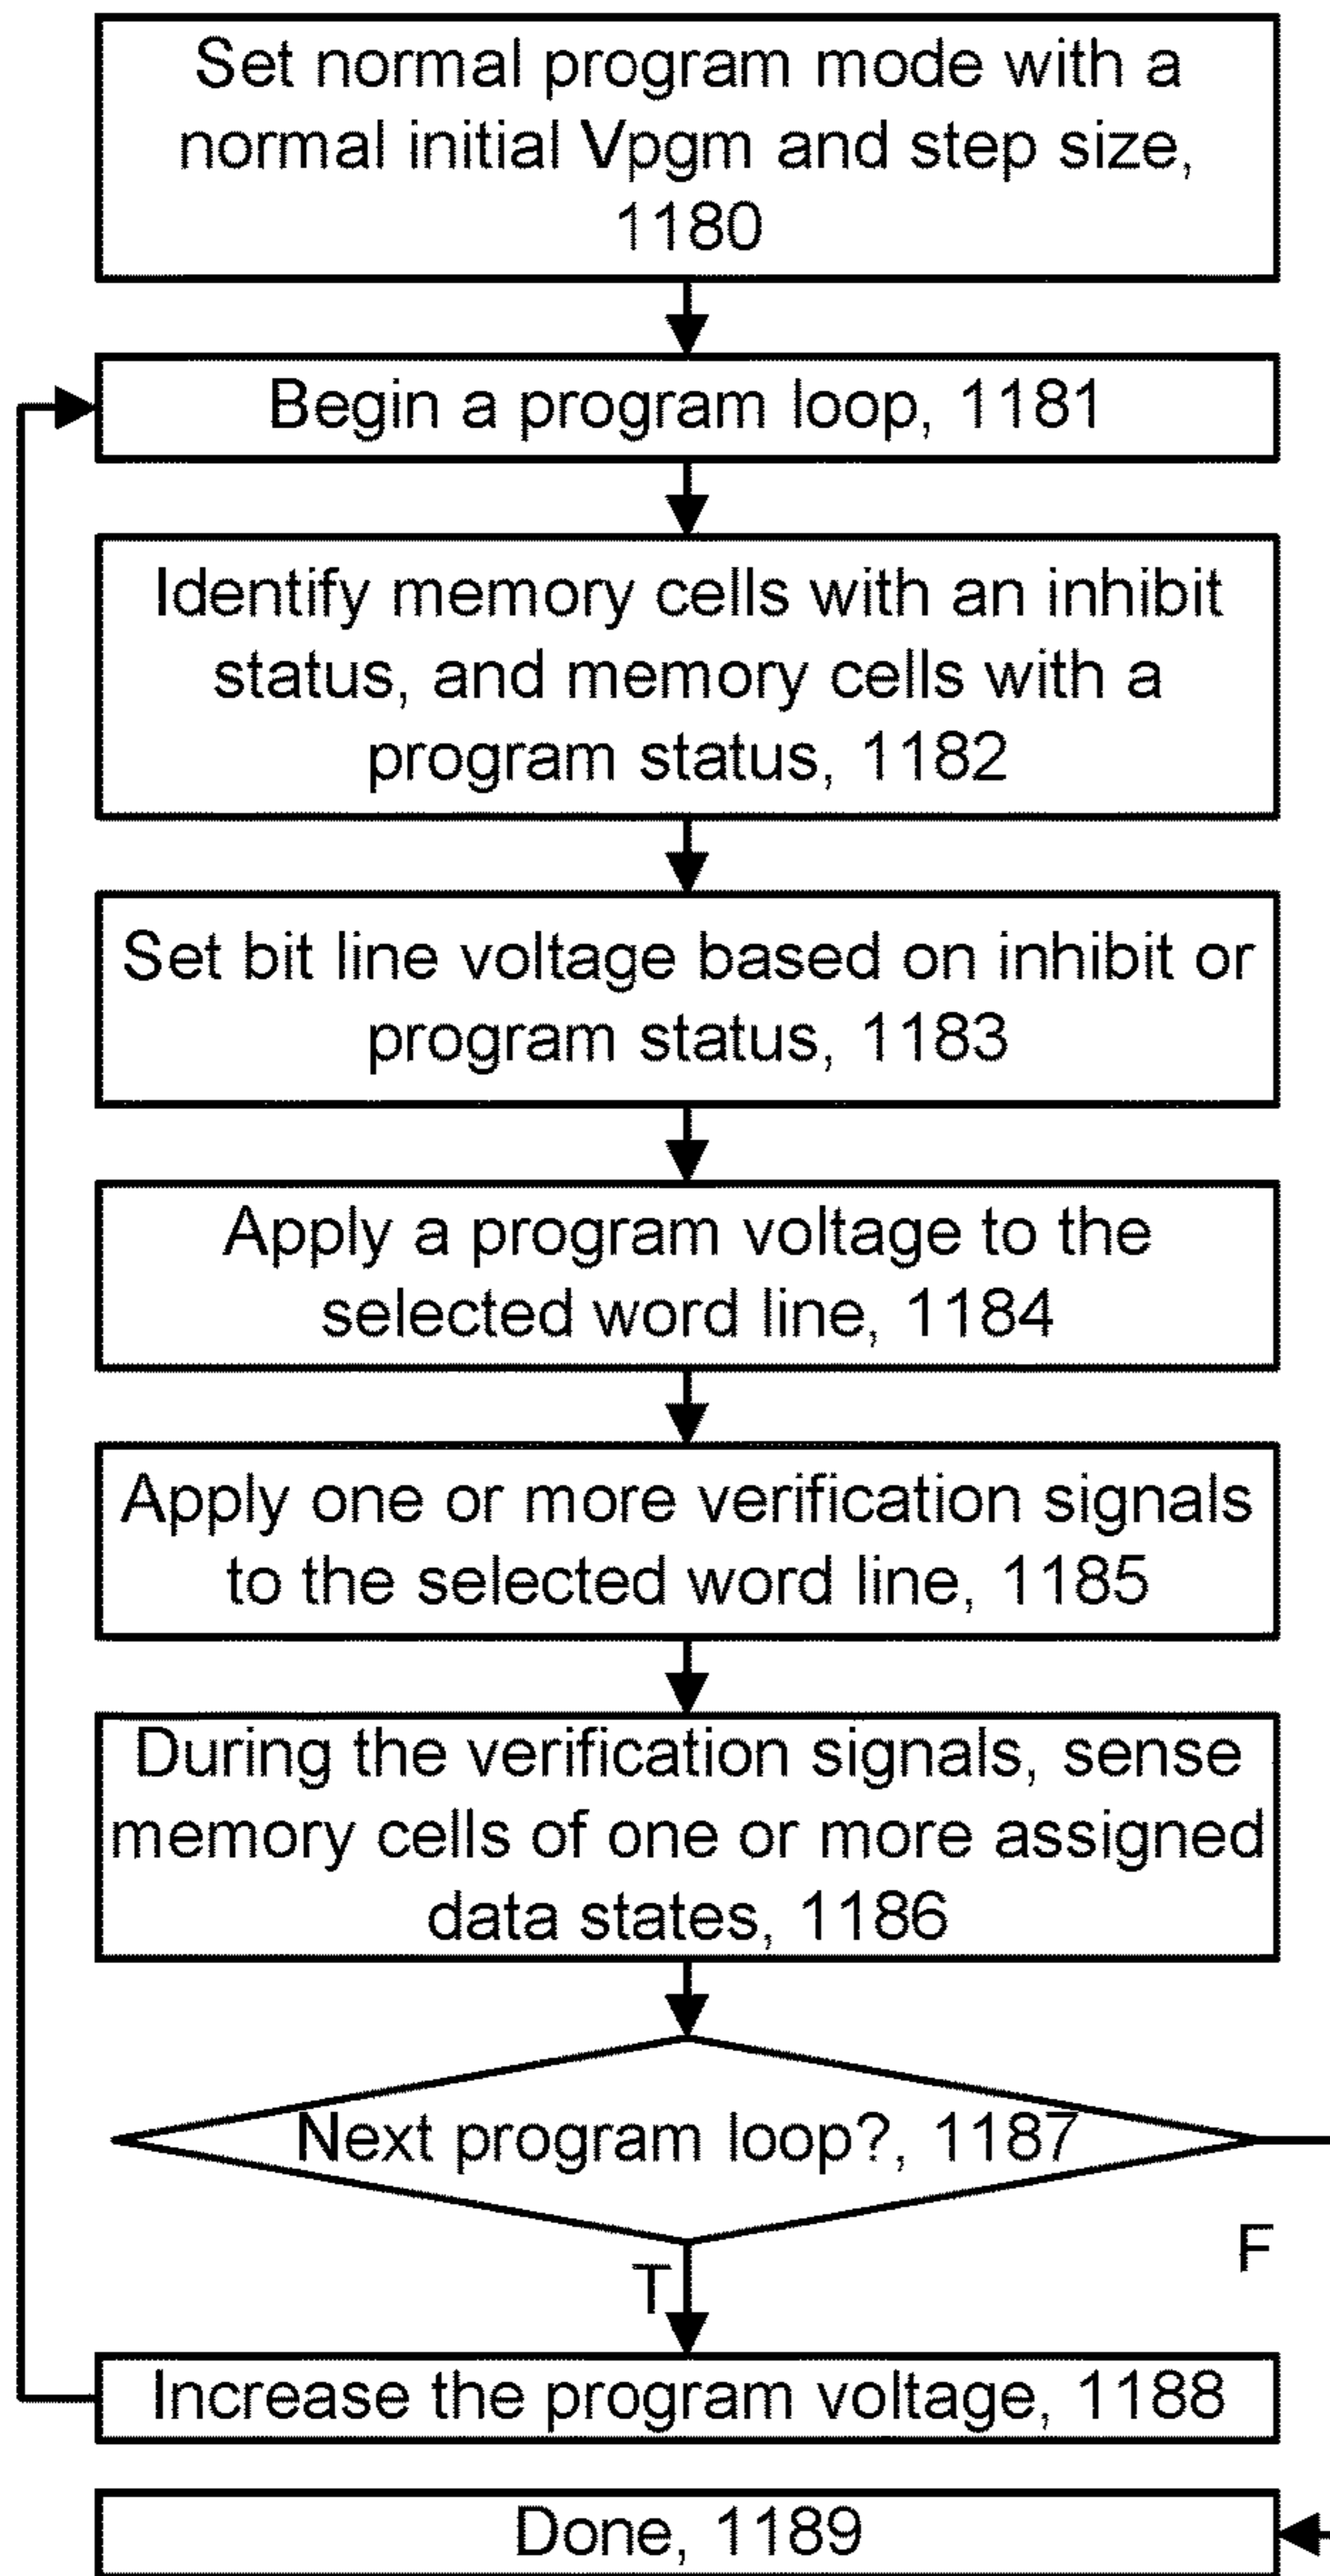 Set normal program mode with a
normal initial Vpgm and step size,
1180
Begin a program loop, 1181
Identify memory cells with an inhibit
status, and memory cells with a
program status, 1182
Set bit line voltage based on inhibit or
program status, 1183
Apply a program voltage to the
selected word line, 1184
Apply one or more verification signals
to the selected word line, 1185
During the verification signals, sense
memory cells of one or more assigned
data states, 1186
Next program loop?, 1187
F
T
Increase the program voltage, 1188
Done, 1189